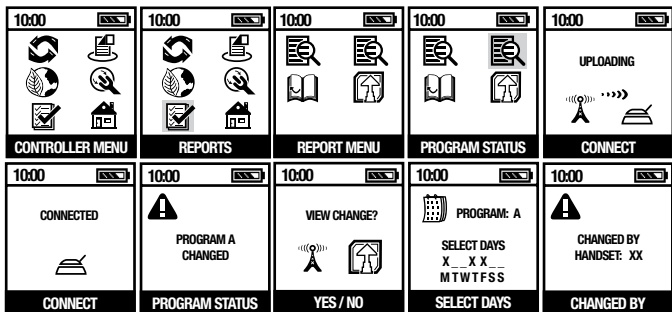 10:00
CONTROLLER MENU
10:00
REPORTS
10:00
REPORT MENU
10:00
PROGRAM STATUS
10:00
UPLOADING
CONNECT
10:00
CONNECTED
CONNECT
10:00
PROGRAM A
CHANGED
PROGRAM STATUS
10:00
VIEW CHANGE?
YES / NO
10:00
PROGRAM: A
SELECT DAYS
X__XX__
MTWTFSS
SELECT DAYS
10:00
CHANGED BY
HANDSET: XX
CHANGED BY